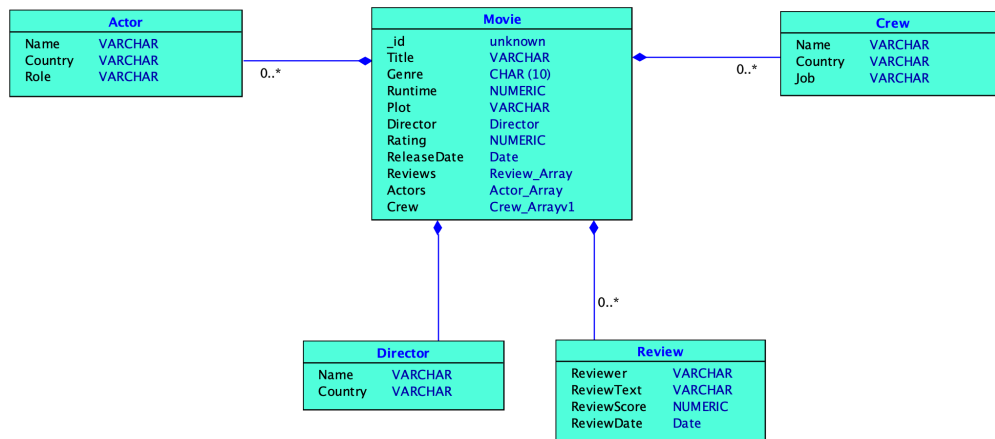 Actor
Name VARCHAR
Country VARCHAR
Role VARCHAR
0..*
Movie
_id unknown
Title VARCHAR
Genre CHAR (10)
Runtime NUMERIC
Plot VARCHAR
Director Director
Rating NUMERIC
ReleaseDate Date
Reviews Review_Array
Actors Actor_Array
Crew Crew_Arrayv1
0..*
Crew
Name VARCHAR
Country VARCHAR
Job VARCHAR
0..*
Director
Name VARCHAR
Country VARCHAR
Review
Reviewer VARCHAR
ReviewText VARCHAR
ReviewScore NUMERIC
ReviewDate Date